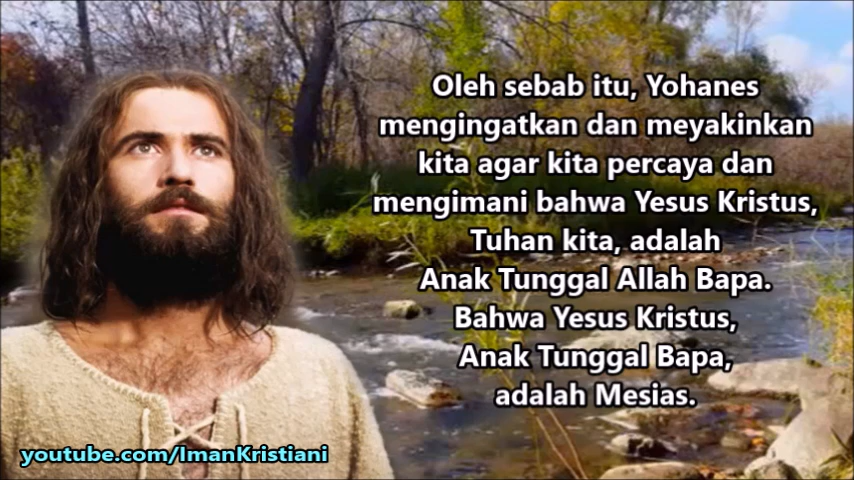 Oleh sebab itu, Yohanes
mengingatkan dan meyakinkan
kita agar kita percaya dan
mengimani bahwa Yesus Kristus,
Tuhan kita, adalah
Anak Tunggal Allah Bapa.
Bahwa Yesus Kristus,
Anak Tunggal Bapa,
adalah Mesias.
youtube.com/ImanKristiani